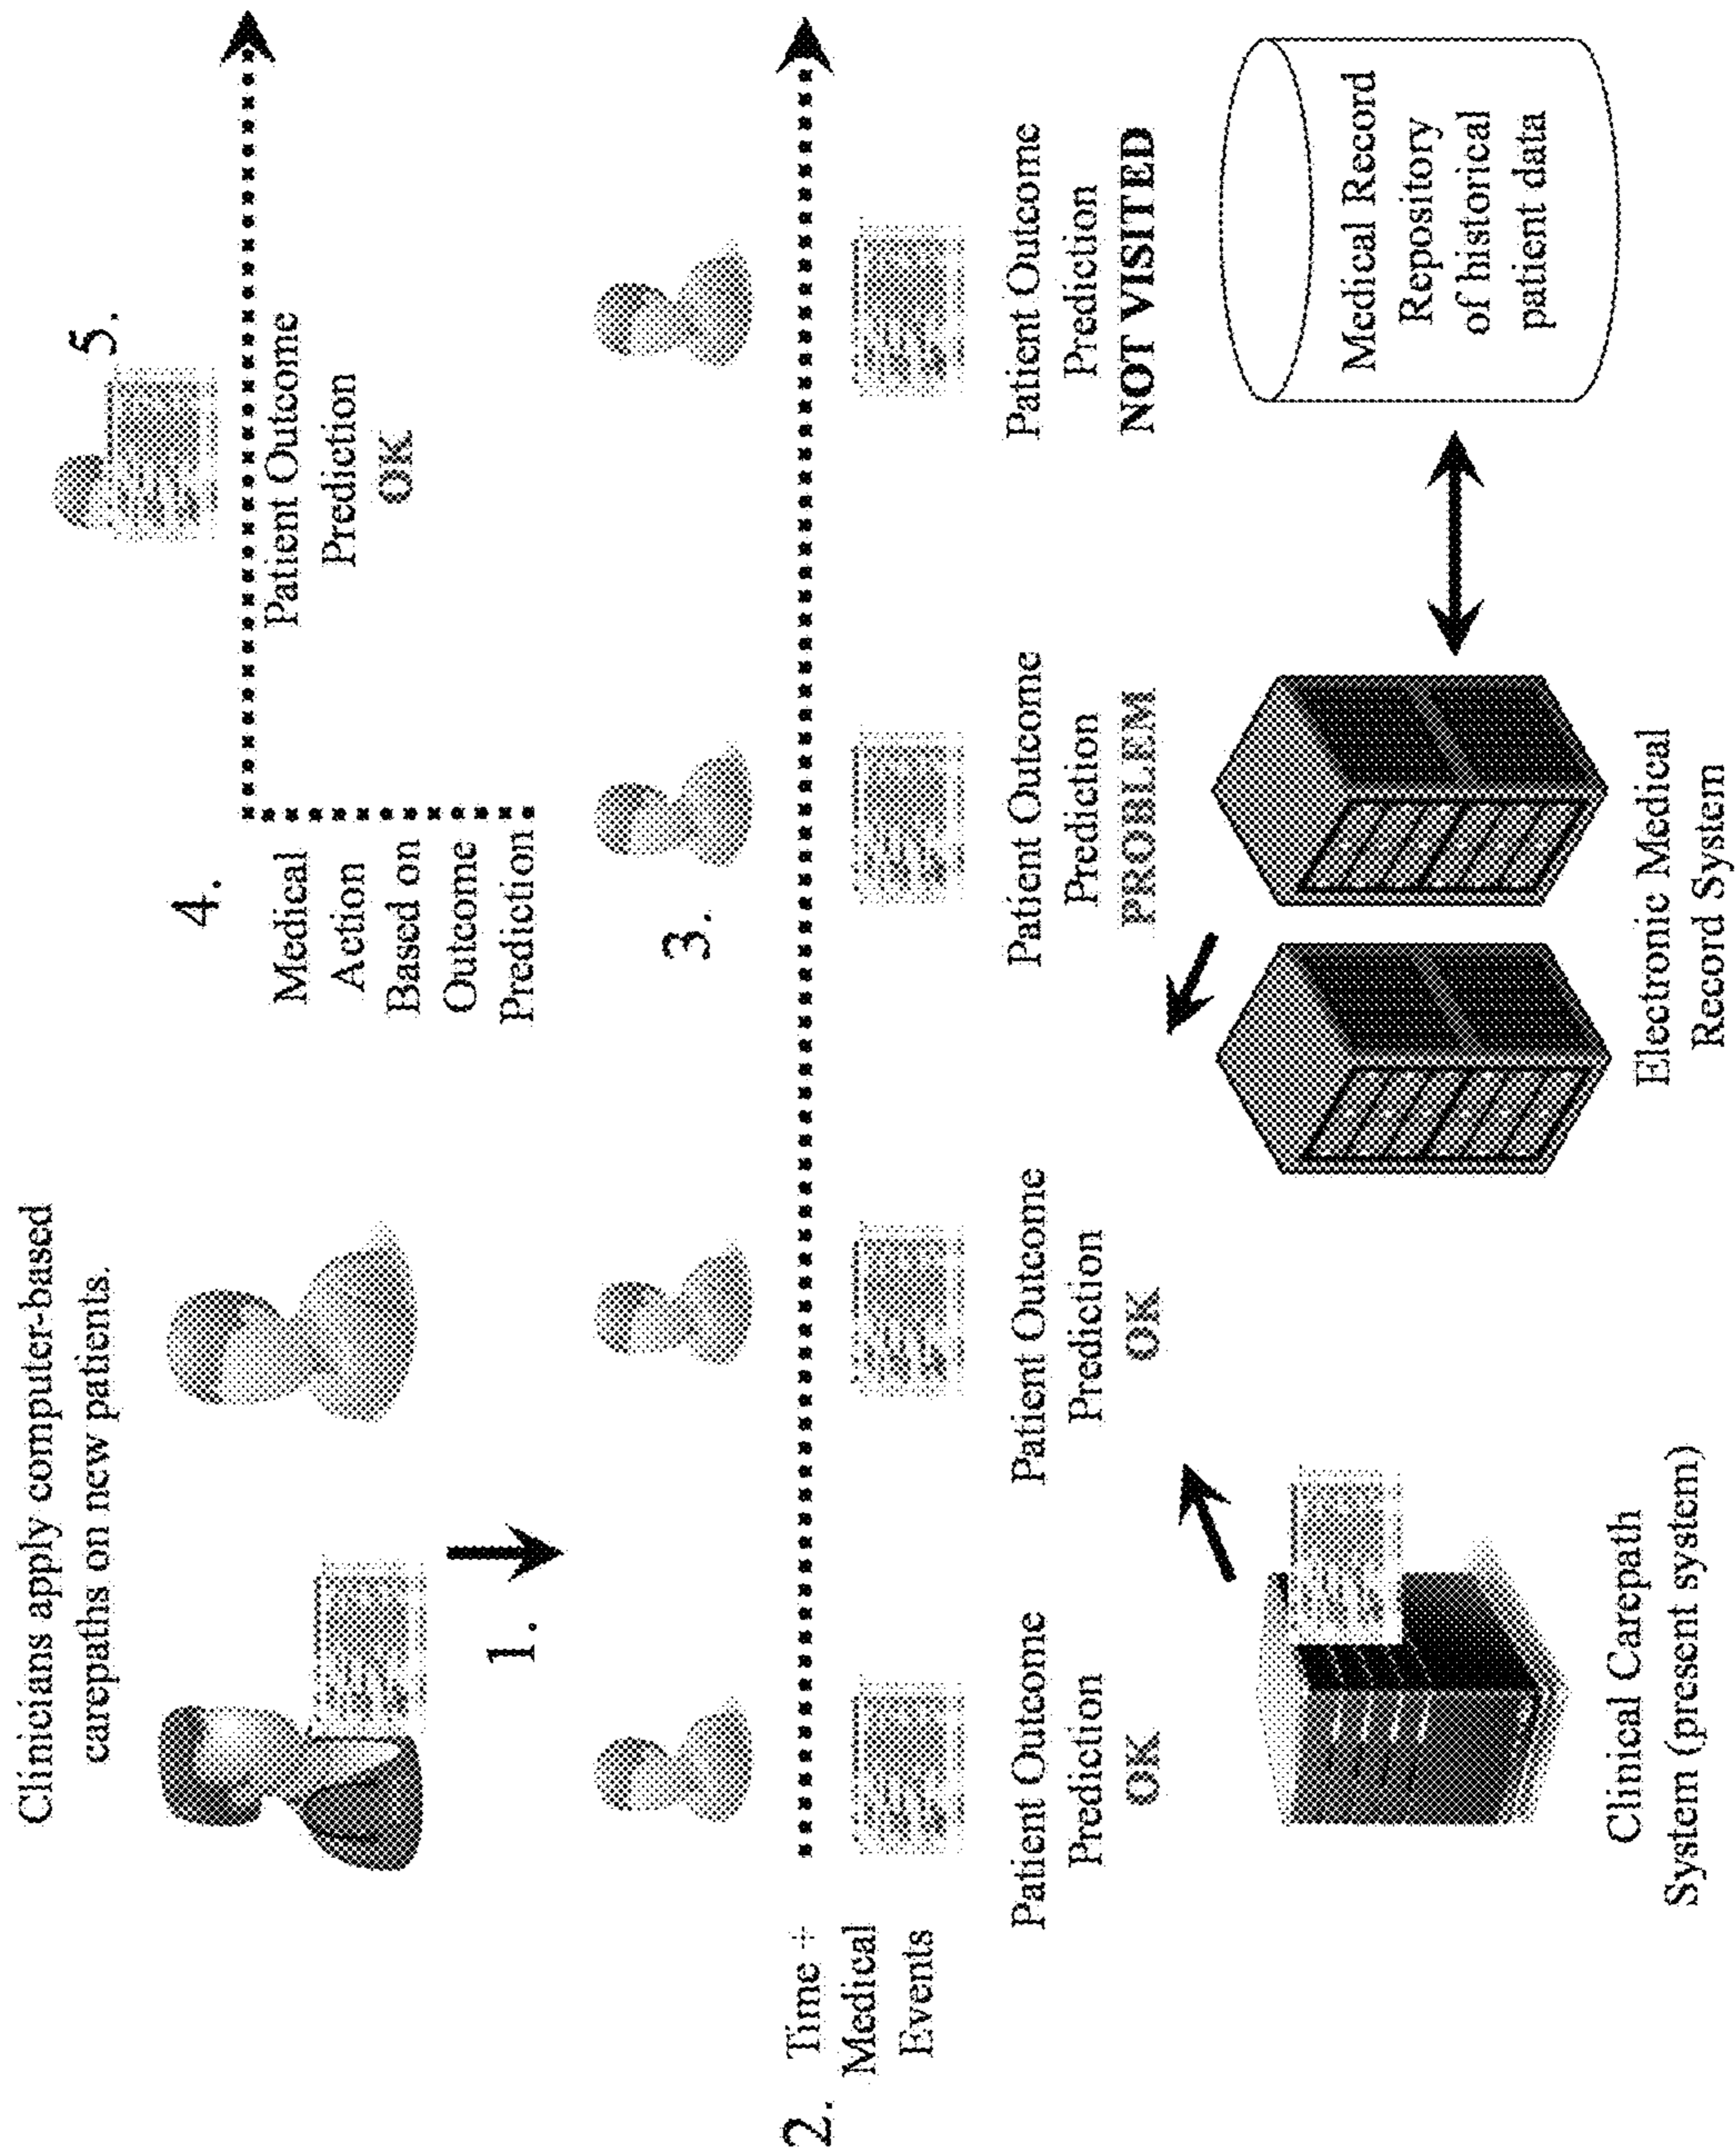 Clinicians apply computer-based
carepaths on new patients.
1.
4.
Medical
Action
Based on
Outcome
Prediction
5.
Patient Outcome
Prediction
OK
2.
Time +
Medical
Events
3.
Patient Outcome
Prediction
OK
Patient Outcome
Prediction
OK
Patient Outcome
Prediction
PROBLEM
Patient Outcome
Prediction
NOT VISITED
Clinical Carepath
System (present system)
Electronic Medical
Record System
Medical Record
Repository
of historical
patient data